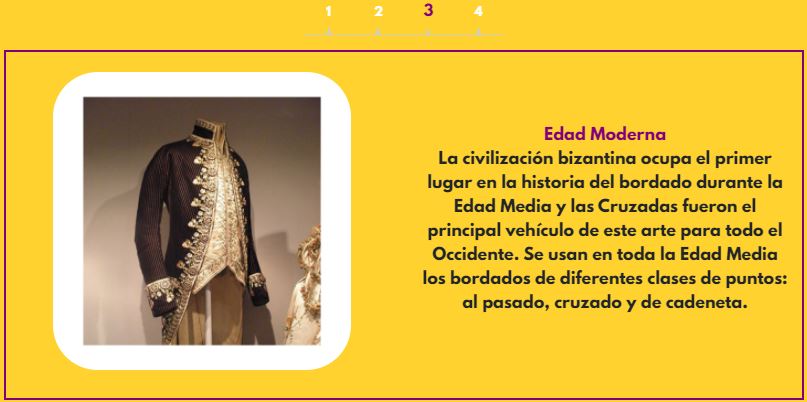 1 2 3 4
Edad Moderna
La civilización bizantina ocupa el primer
lugar en la historia del bordado durante la
Edad Media y las Cruzadas fueron el
principal vehículo de este arte para todo el
Occidente. Se usan en toda la Edad Media
los bordados de diferentes clases de puntos:
al pasado, cruzado y de cadeneta.